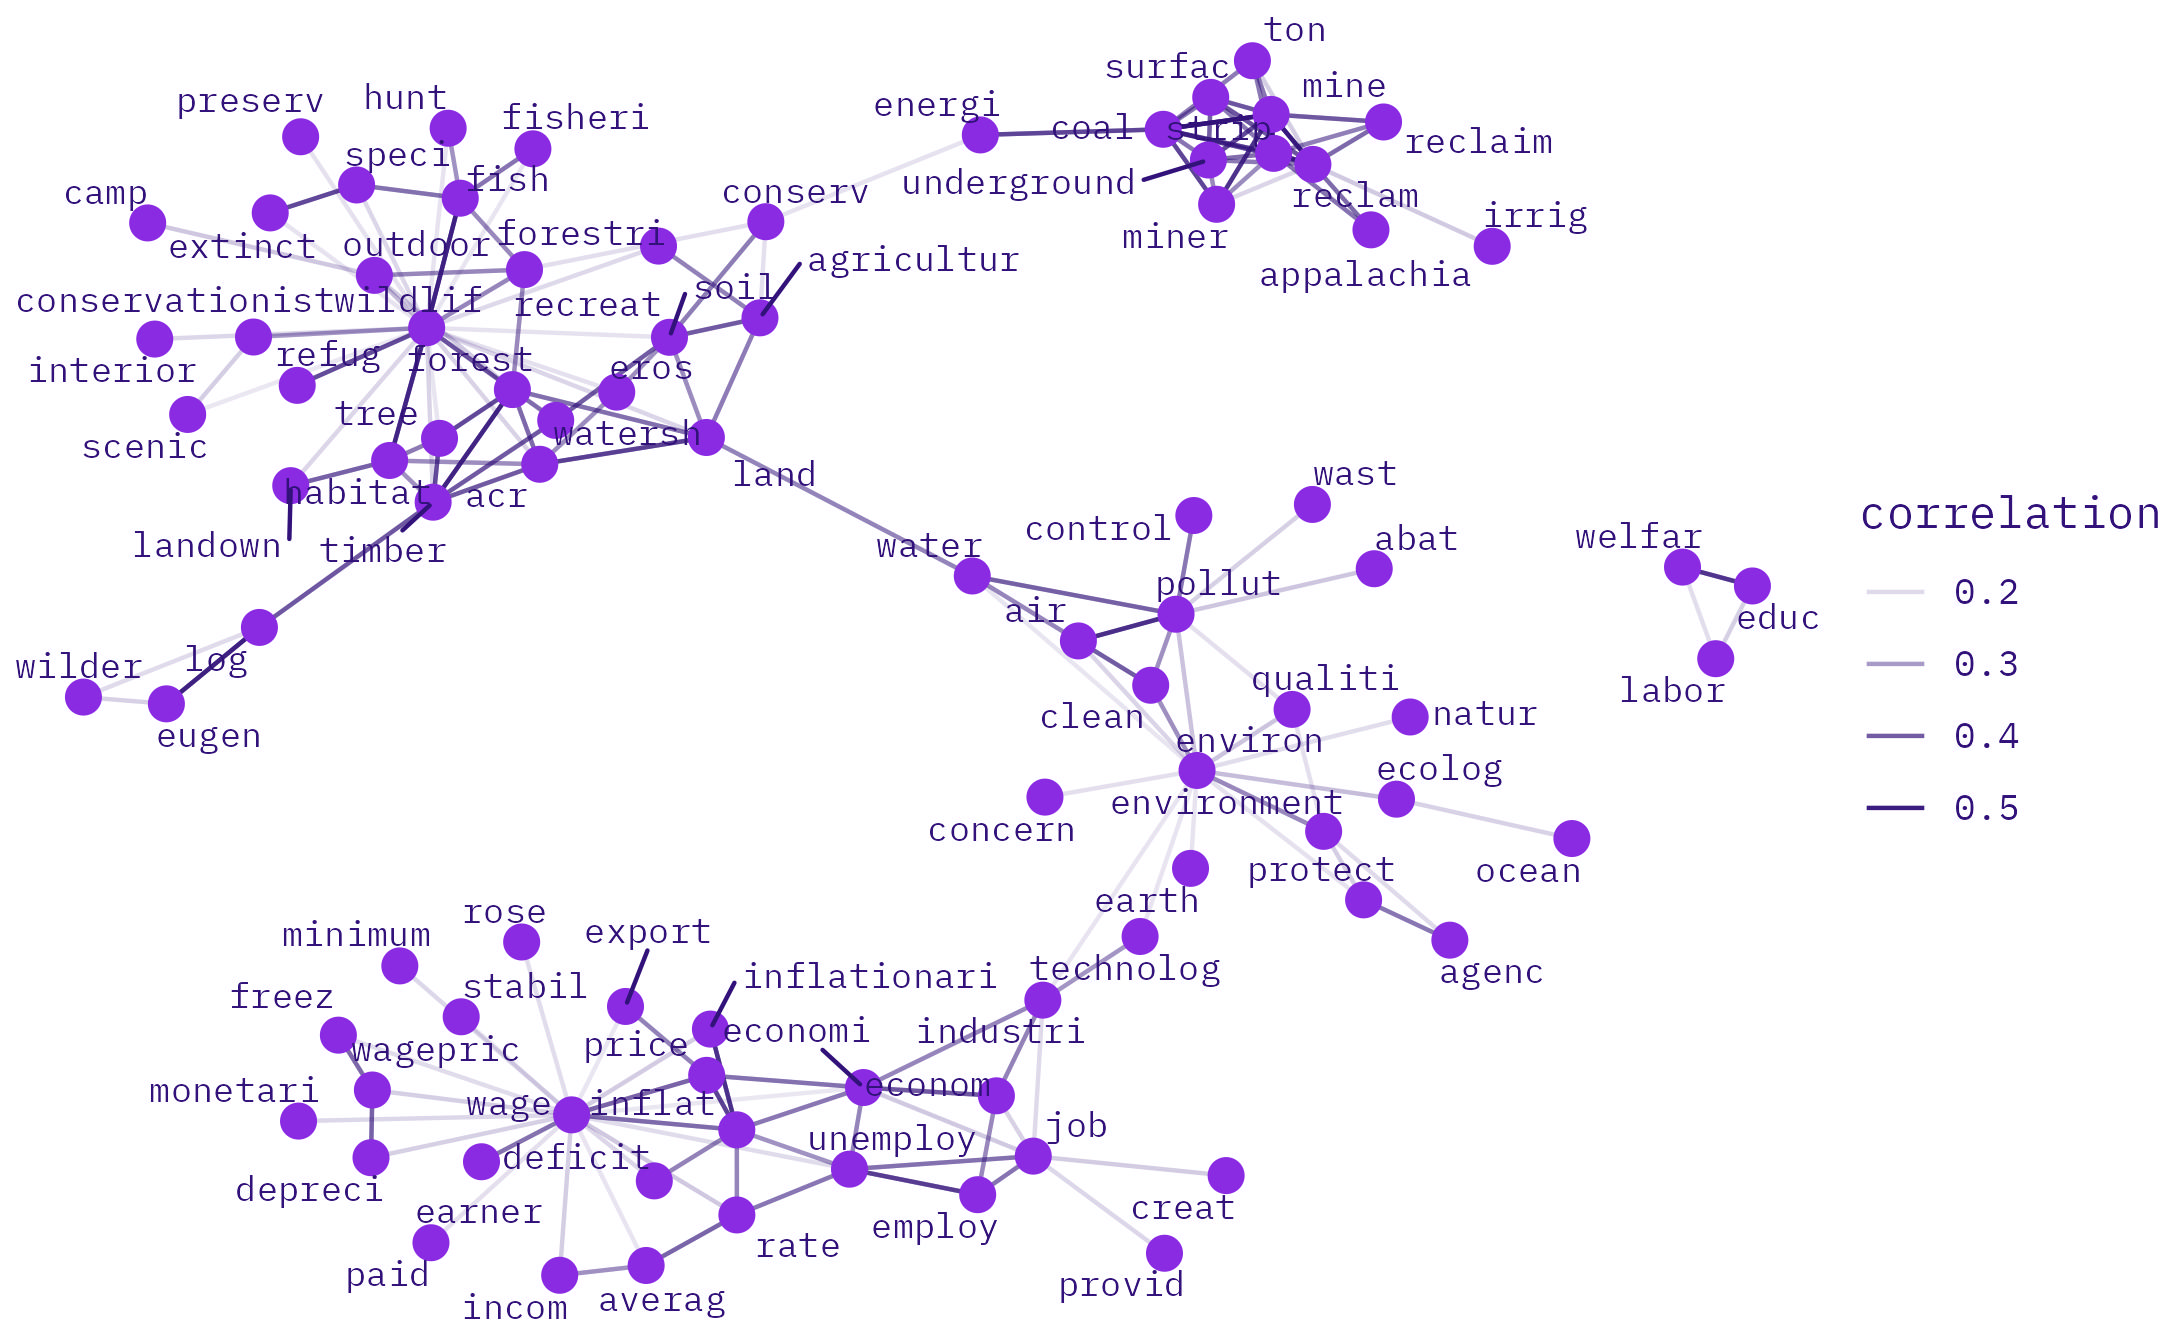 ton
surfac
mine
hunt
preserv
energi
fisheri
coal
strip
reclaim
speci
fish
underground
camp
conserv
reclam
irrig
extinct
outdoor
forestri
miner
agricultur
appalachia
soil
conservationist
wildlif
recreat
refug
forest
interior
eros
tree
watersh
scenic
land
wast
habitat
acr
correlation
control
abat
welfar
landown
timber
water
pollut
0.2
air
educ
wilder
log
0.3
qualiti
labor
clean
natur
eugen
environ
0.4
ecolog
environment
0.5
concern
protect
ocean
earth
rose
export
minimum
technolog
agenc
inflationari
stabil
freez
economi
industri
price
wagepric
monetari
econom
wage
inflat
job
unemploy
deficit
depreci
creat
earner
employ
rate
paid
provid
averag
incom